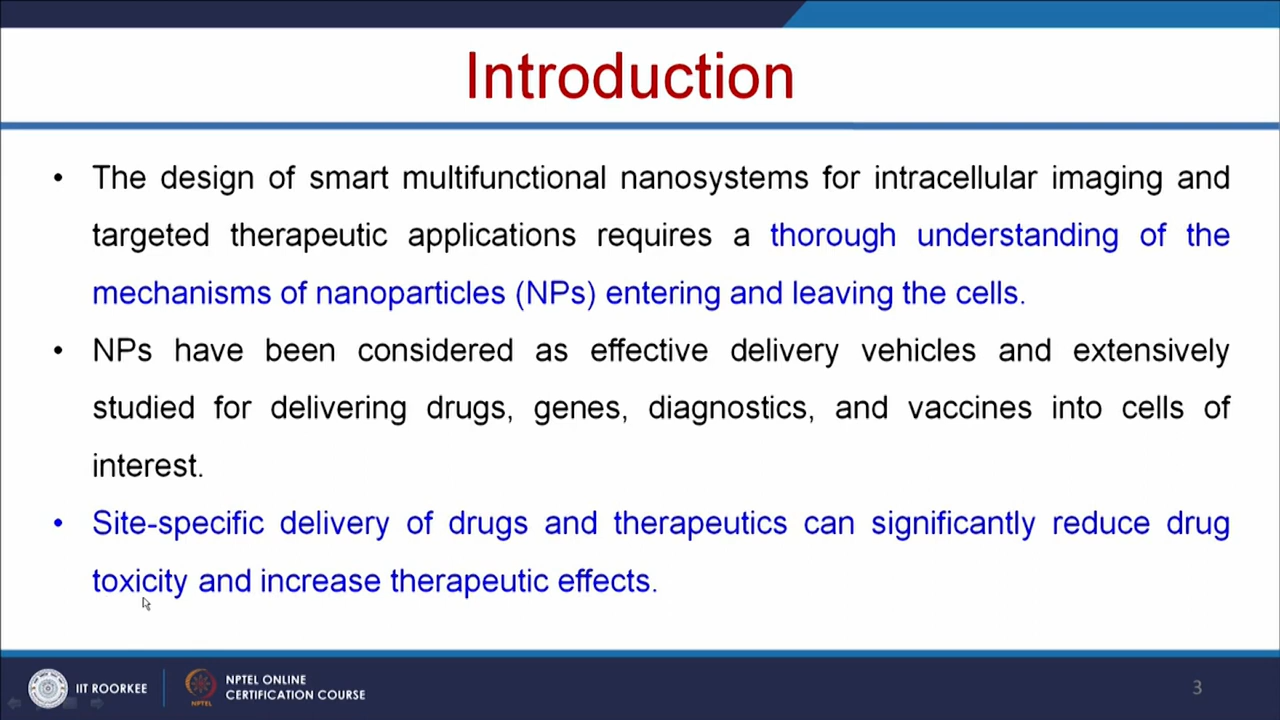 Introduction
• The design of smart multifunctional nanosystems for intracellular imaging and
targeted therapeutic applications requires a thorough understanding of the
mechanisms of nanoparticles (NPs) entering and leaving the cells.
• NPs have been considered as effective delivery vehicles and extensively
studied for delivering drugs, genes, diagnostics, and vaccines into cells of
interest.
• Site-specific delivery of drugs and therapeutics can significantly reduce drug
toxicity and increase therapeutic effects.
IIT ROORKEE
NPTEL
NPTEL ONLINE
CERTIFICATION COURSE
3